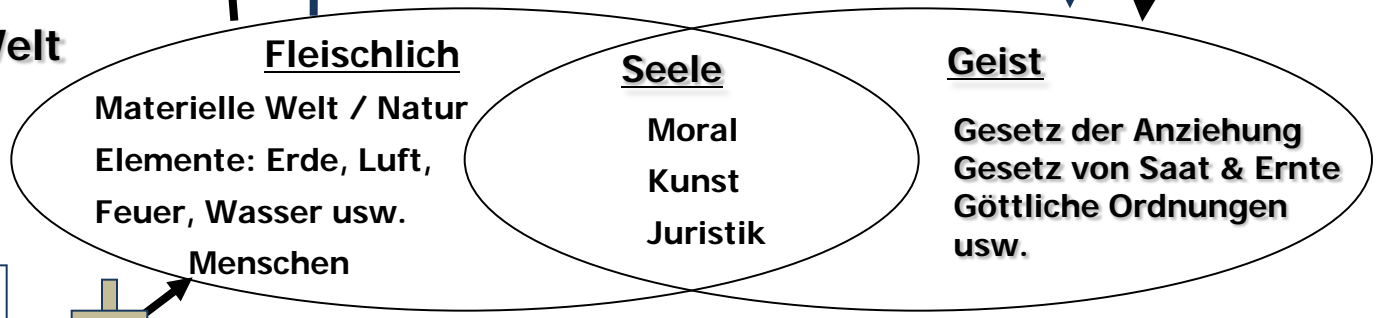 Welt
Fleischlich
Materielle Welt / Natur
Elemente: Erde, Luft,
Feuer, Wasser usw.
Menschen
Seele
Moral
Kunst
Juristik
Geist
Gesetz der Anziehung
Gesetz von Saat & Ernte
Göttliche Ordnungen
usw.